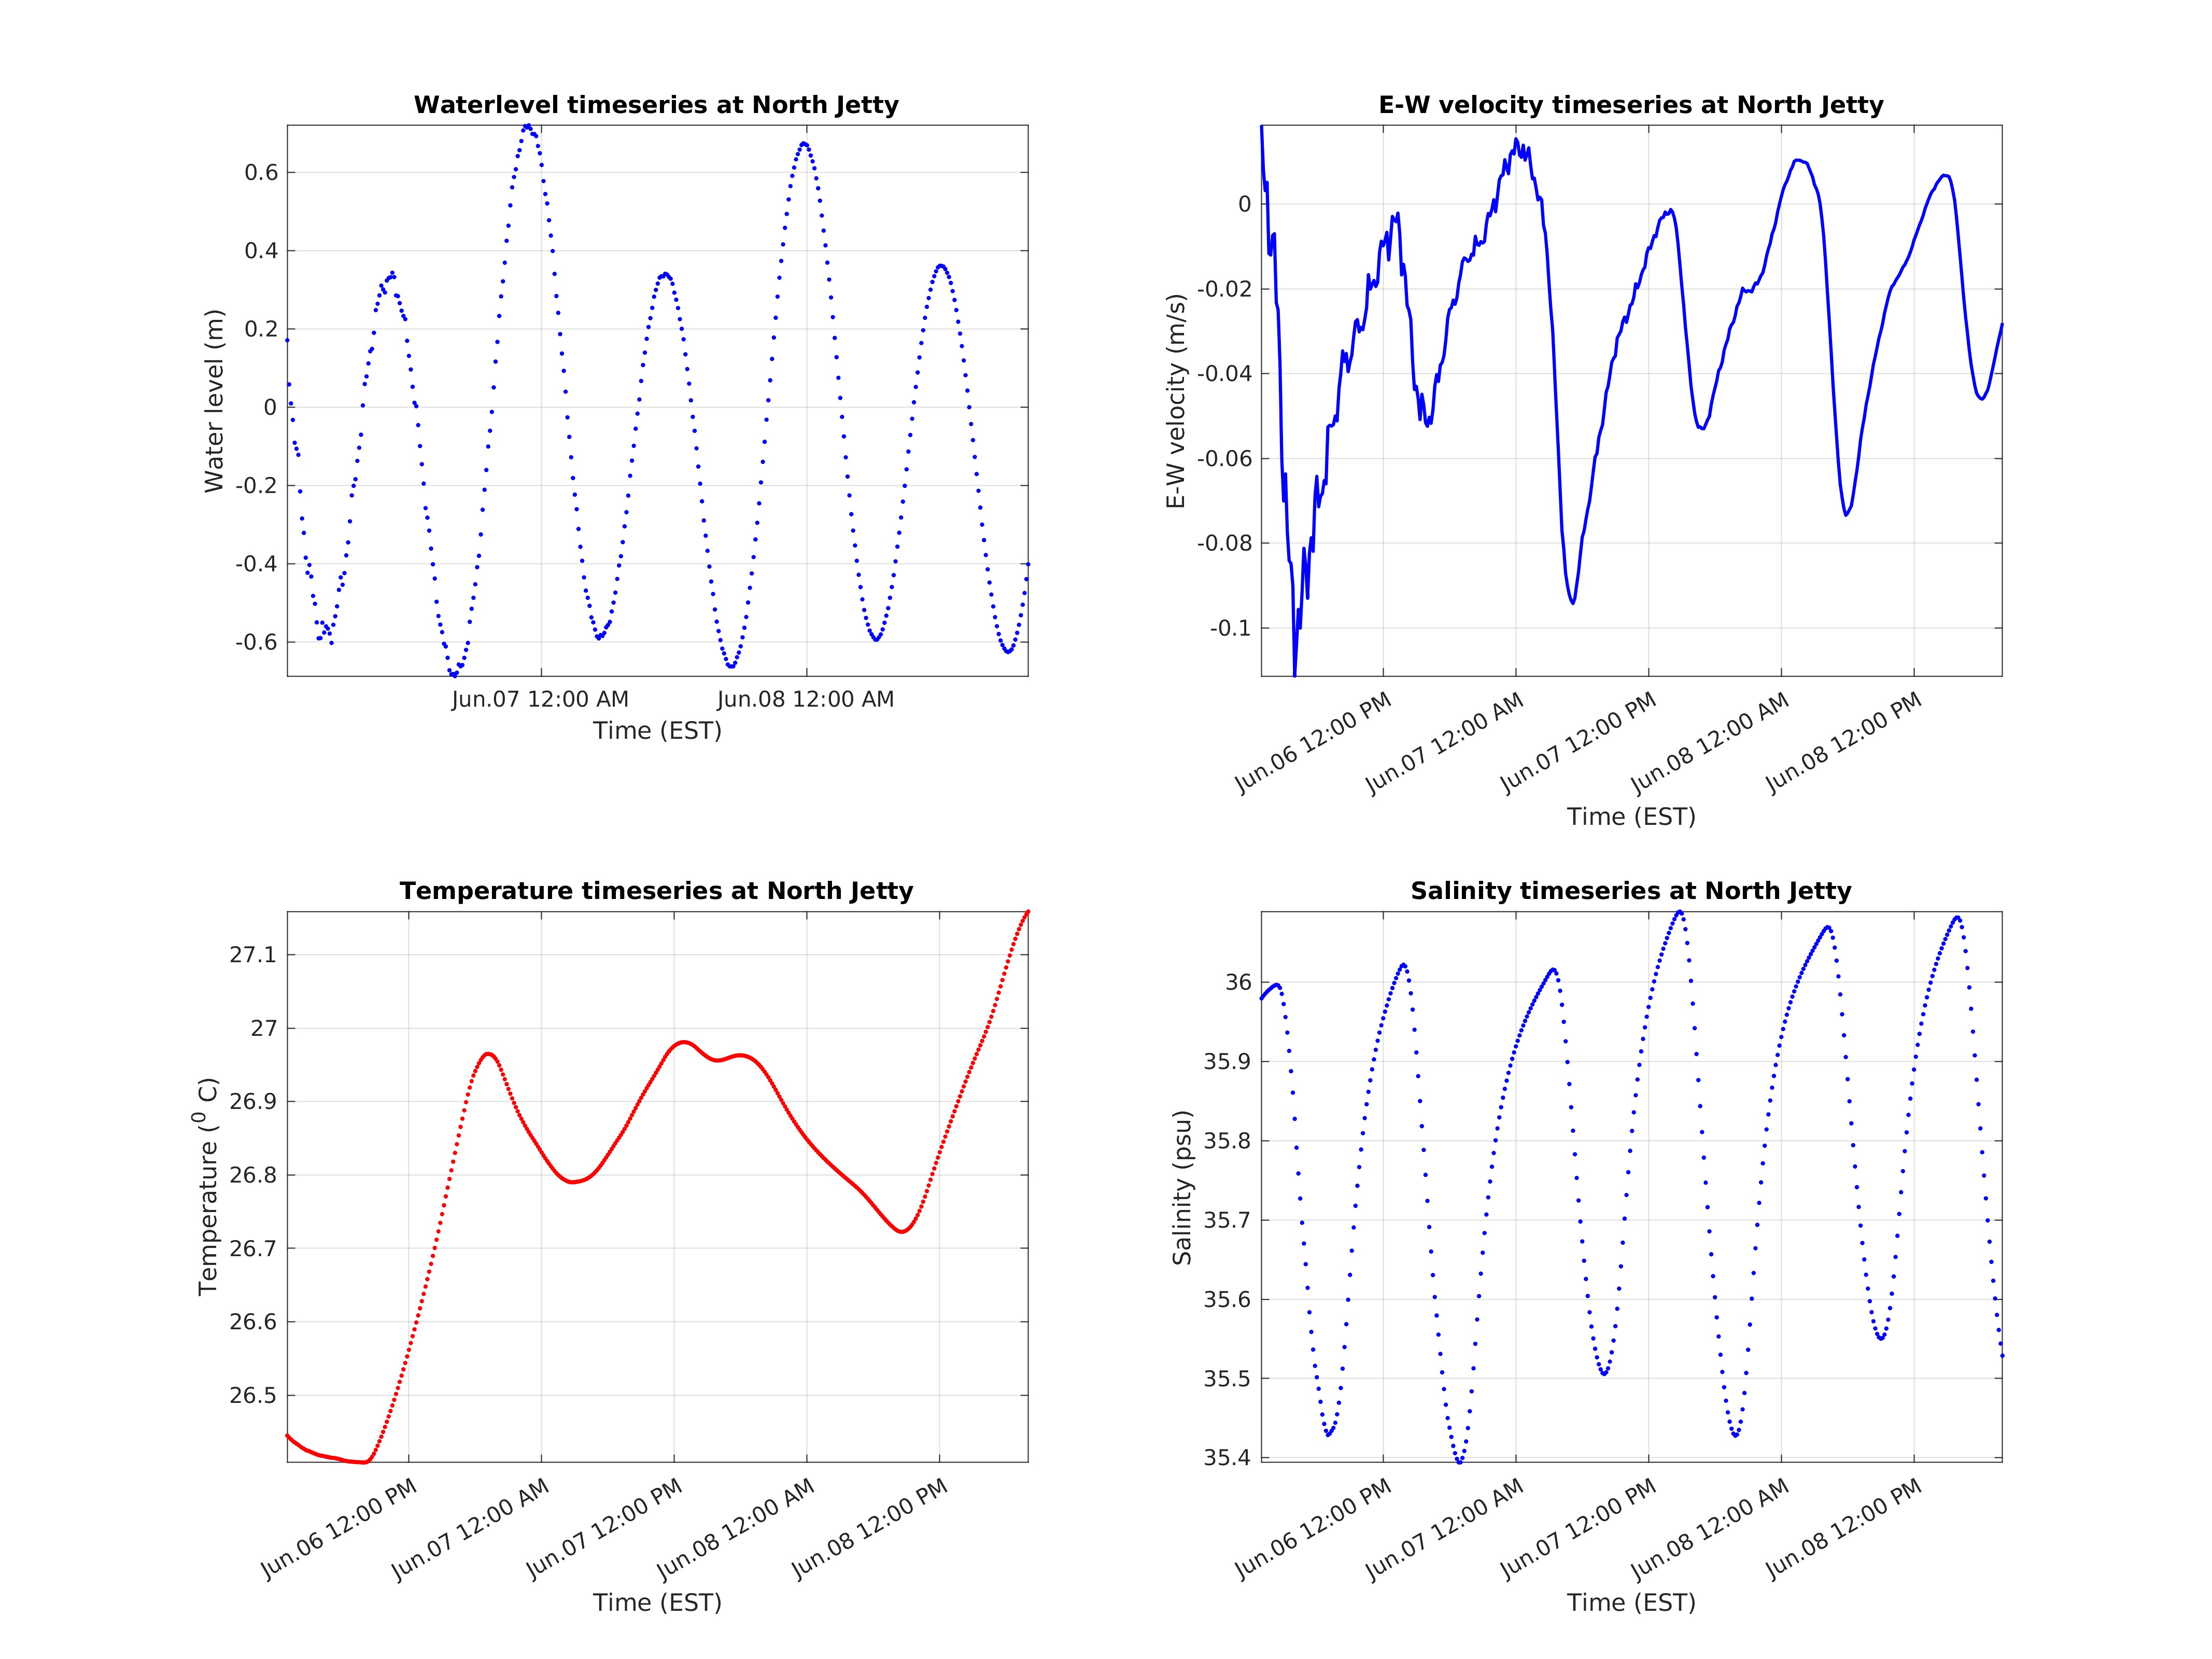 Waterlevel timeseries at North Jetty
0.6
0.4
0.2
0
-0.2
-0.4
-0.6
Water level (m)
Jun.07 12:00 AM
Jun.08 12:00 AM
Time (EST)
E-W velocity timeseries at North Jetty
0
-0.02
-0.04
-0.06
-0.08
-0.1
E-W velocity (m/s)
Jun.06 12:00 PM
Jun.07 12:00 AM
Jun.07 12:00 PM
Jun.08 12:00 AM
Jun.08 12:00 PM
Time (EST)
Temperature timeseries at North Jetty
27.1
27
26.9
26.8
26.7
26.6
26.5
Temperature (⁰ C)
Jun.06 12:00 PM
Jun.07 12:00 AM
Jun.07 12:00 PM
Jun.08 12:00 AM
Jun.08 12:00 PM
Time (EST)
Salinity timeseries at North Jetty
36
35.9
35.8
35.7
35.6
35.5
35.4
Salinity (psu)
Jun.06 12:00 PM
Jun.07 12:00 AM
Jun.07 12:00 PM
Jun.08 12:00 AM
Jun.08 12:00 PM
Time (EST)